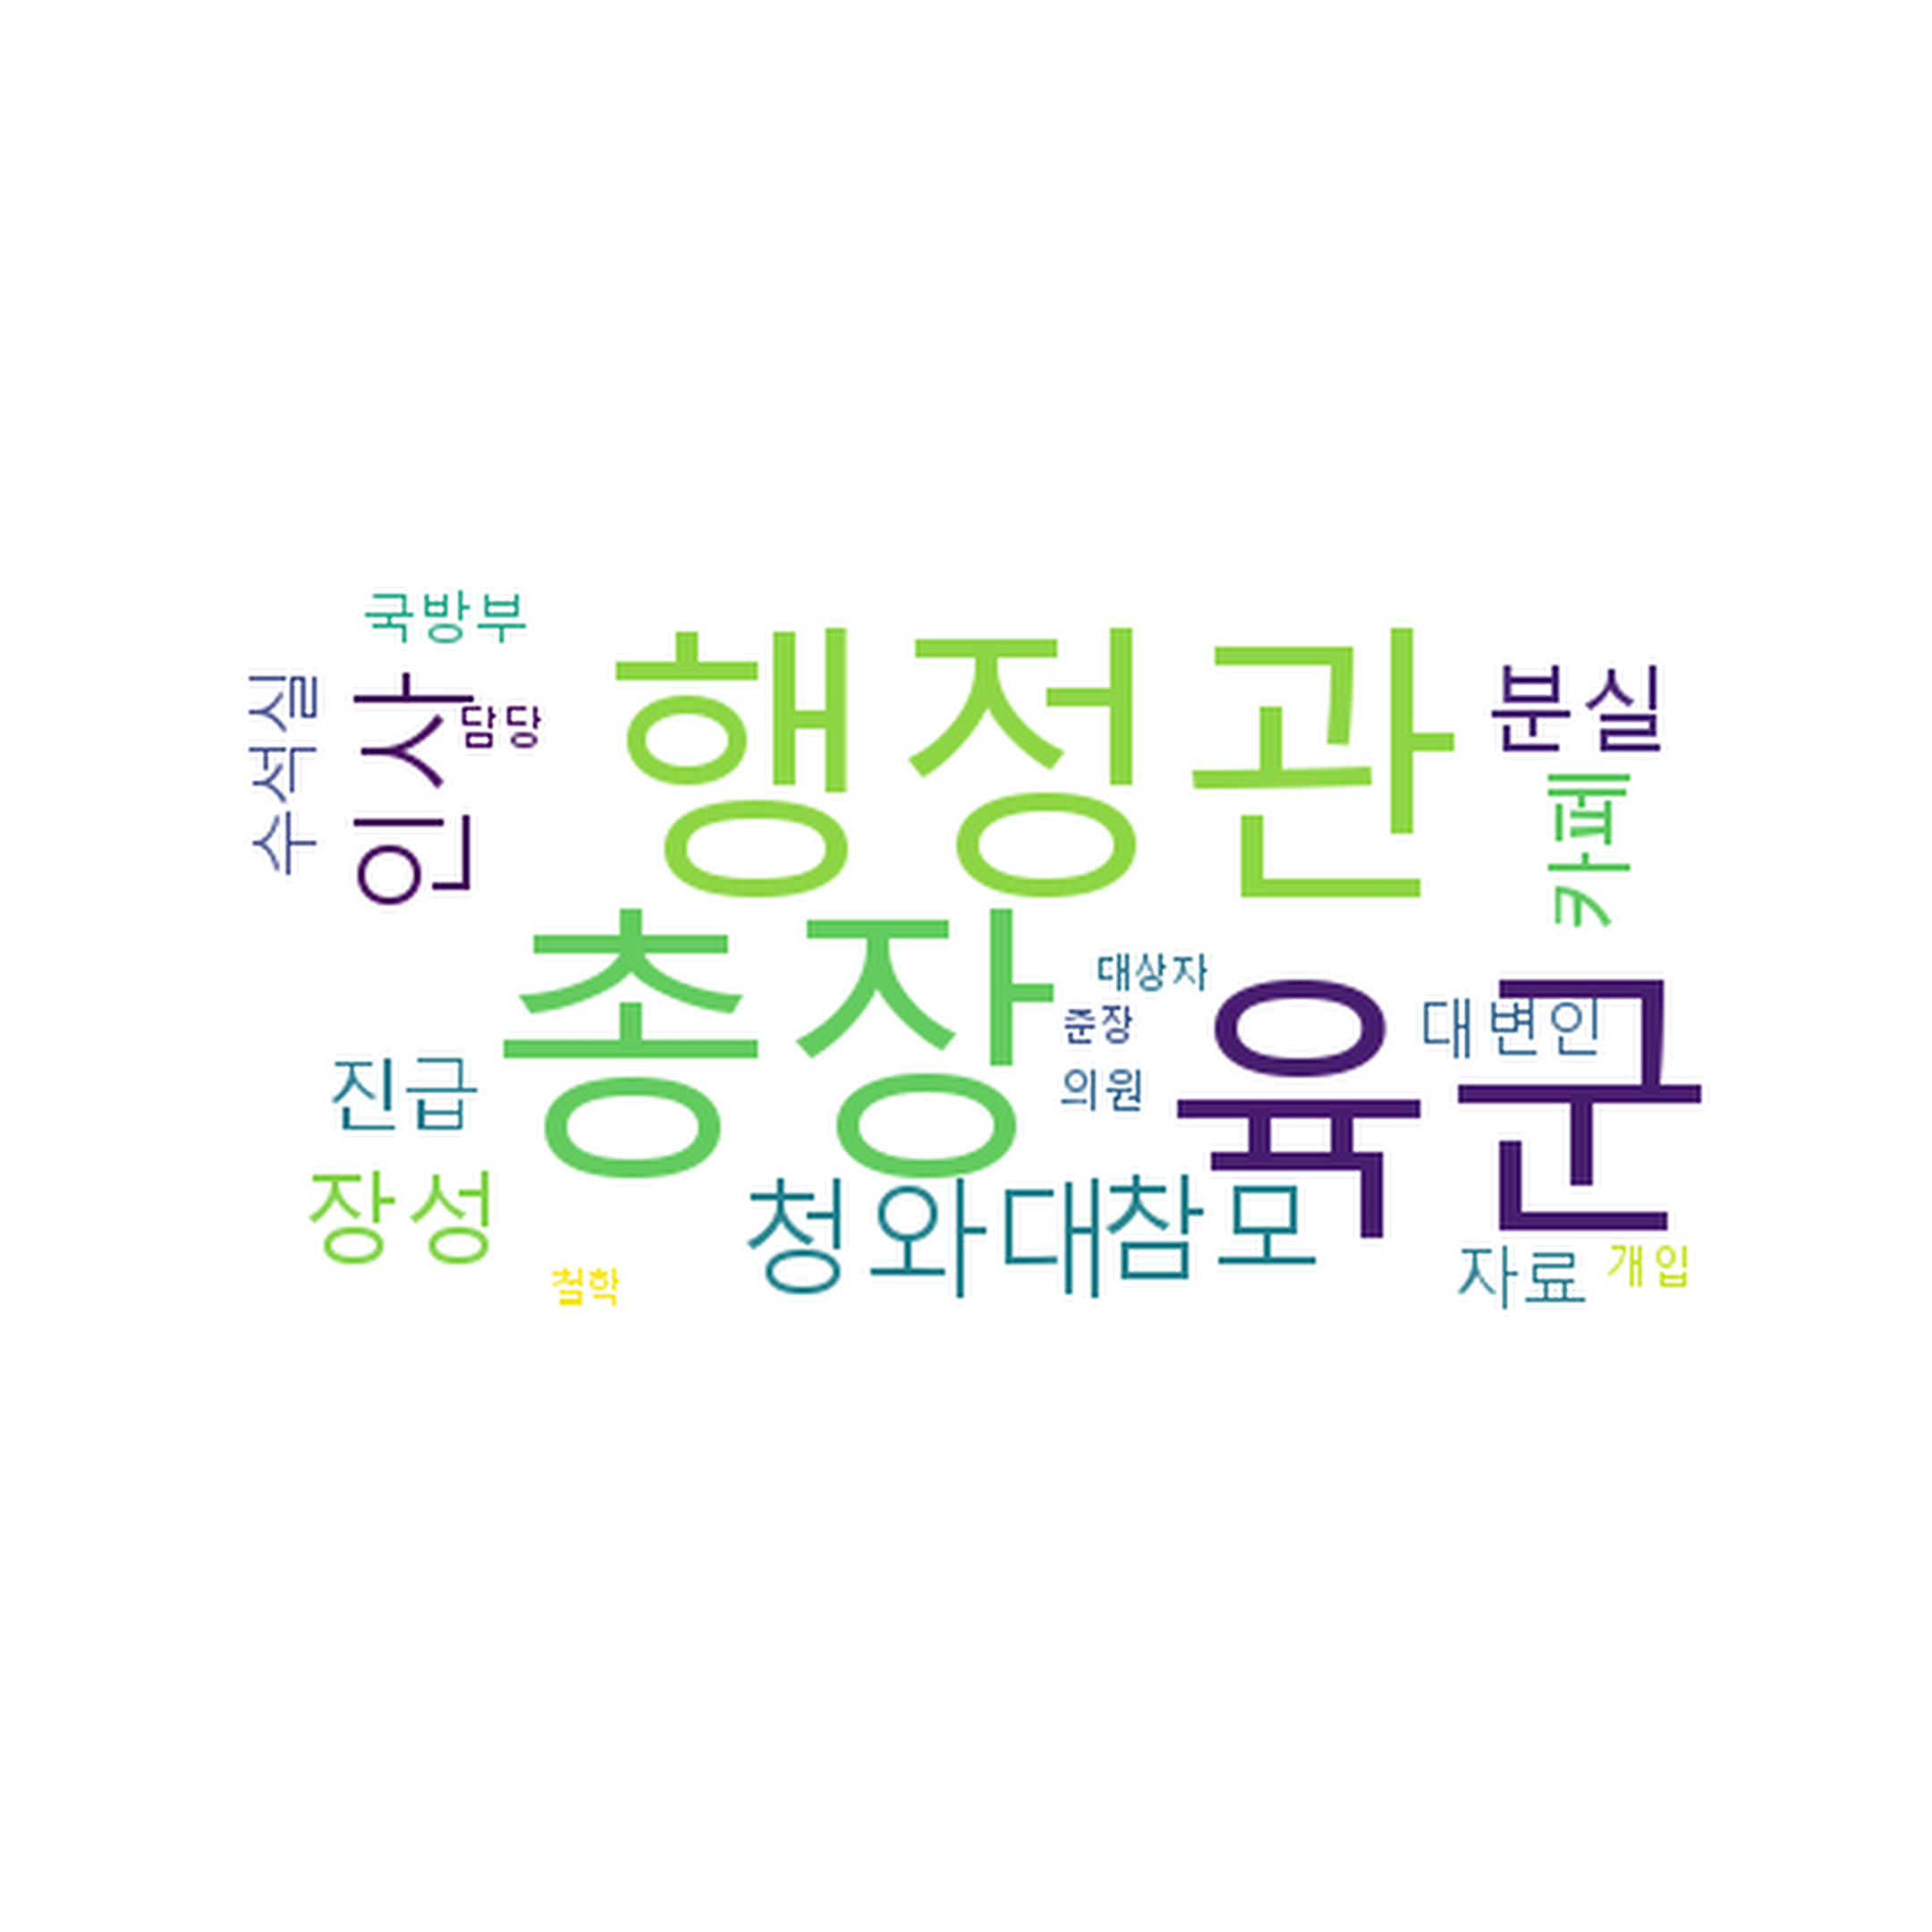 국방부
수석실
인사
담당
행정관
분실
카페
총장
대상자
준장
의원
육군
대변인
진급
장성
청와대
참모
자료
개입
철학